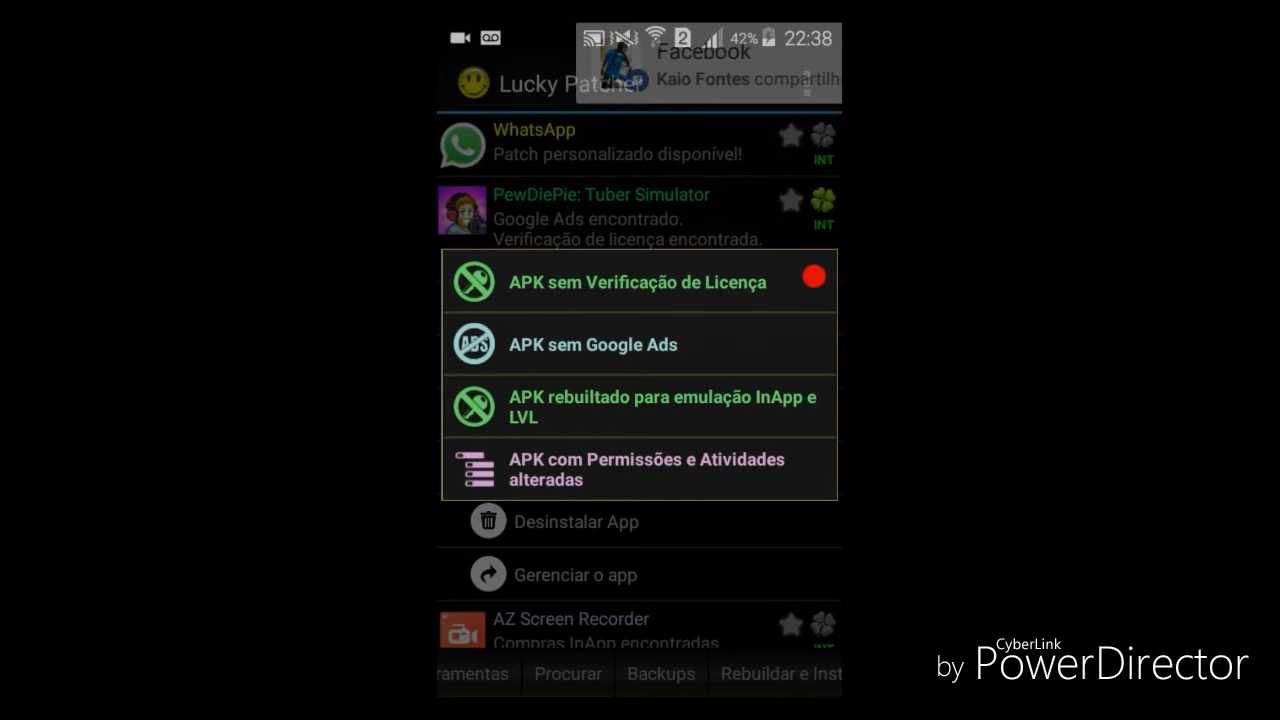 42% 22:38
Facebook
Kaio Fontes compartilh
Lucky Patcher
WhatsApp
Patch personalizado disponível!
INT
PewDiePie: Tuber Simulator
Google Ads encontrado.
INT
Verificação de licença encontrada.
APK sem Verificação de Licença
ADS
APK sem Google Ads
APK rebuiltado para emulação InApp e
LVL
APK com Permissões e Atividades
alteradas
Desinstalar App
Gerenciar o app
AZ Screen Recorder
Compras InApp encontradas
INT
ramentas Procurar Backups Rebuildar e Inst
CyberLink
by PowerDirector
2